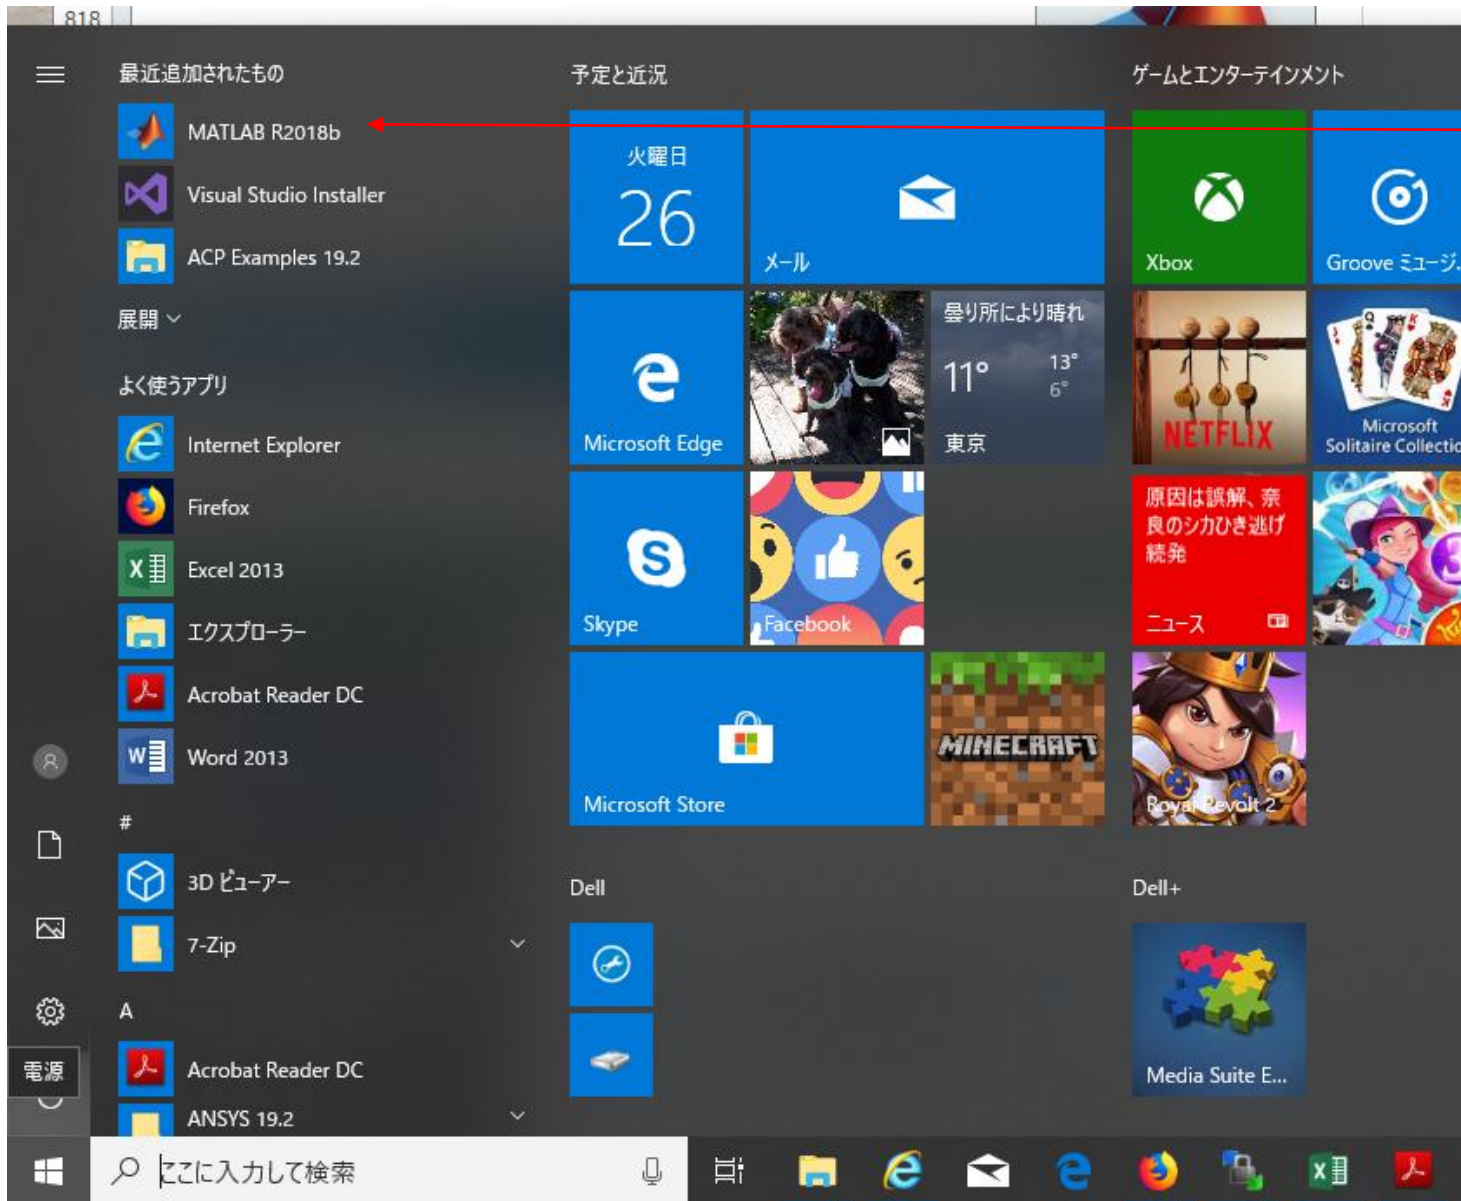 818
最近追加されたもの
MATLAB R2018b
Visual Studio Installer
ACP Examples 19.2
展開
よく使うアプリ
Internet Explorer
Firefox
Excel 2013
エクスプローラー
Acrobat Reader DC
Word 2013
#
3D ビューアー
7-Zip
A
Acrobat Reader DC
ANSYS 19.2
電源
ここに入力して検索
予定と近況
火曜日
26
メール
Microsoft Edge
曇り所により晴れ
11° 13°
6°
東京
Skype
Facebook
Microsoft Store
MINECRAFT
Dell
ゲームとエンターテインメント
Xbox
Groove ミュージ.
NETFLIX
Microsoft
Solitaire Collectio
原因は誤解、奈
良のシカひき逃げ
続発
ニュース
Royal Revolt 2
Dell+
Media Suite E...